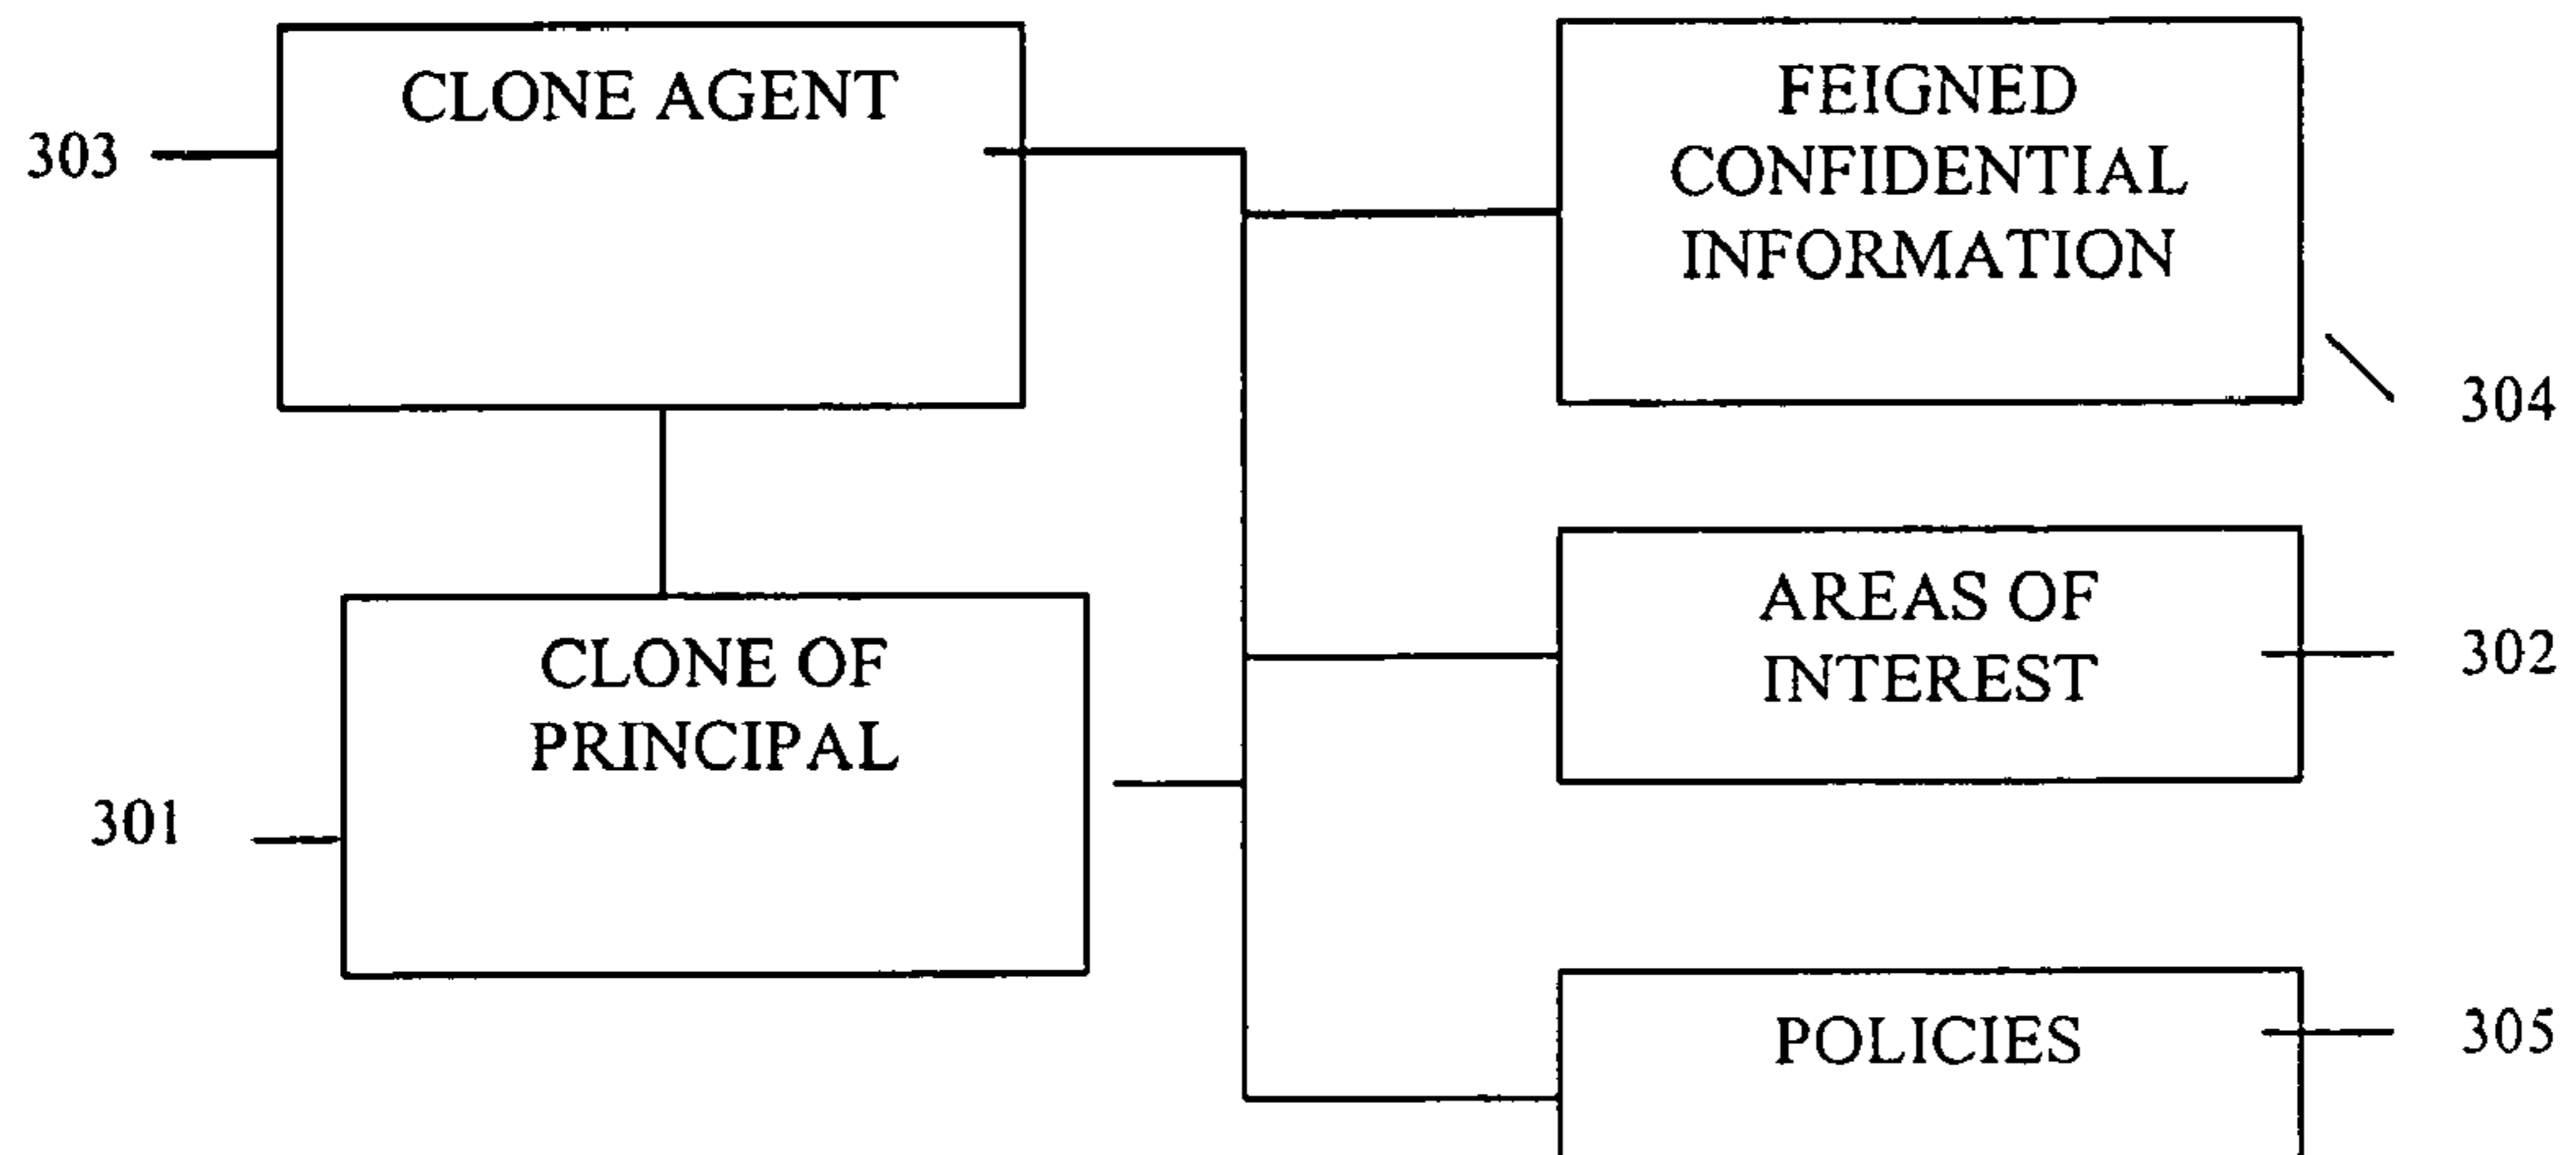 CLONE AGENT
303
FEIGNED
CONFIDENTIAL
INFORMATION
304
CLONE OF
PRINCIPAL
301
AREAS OF
INTEREST
302
POLICIES
305